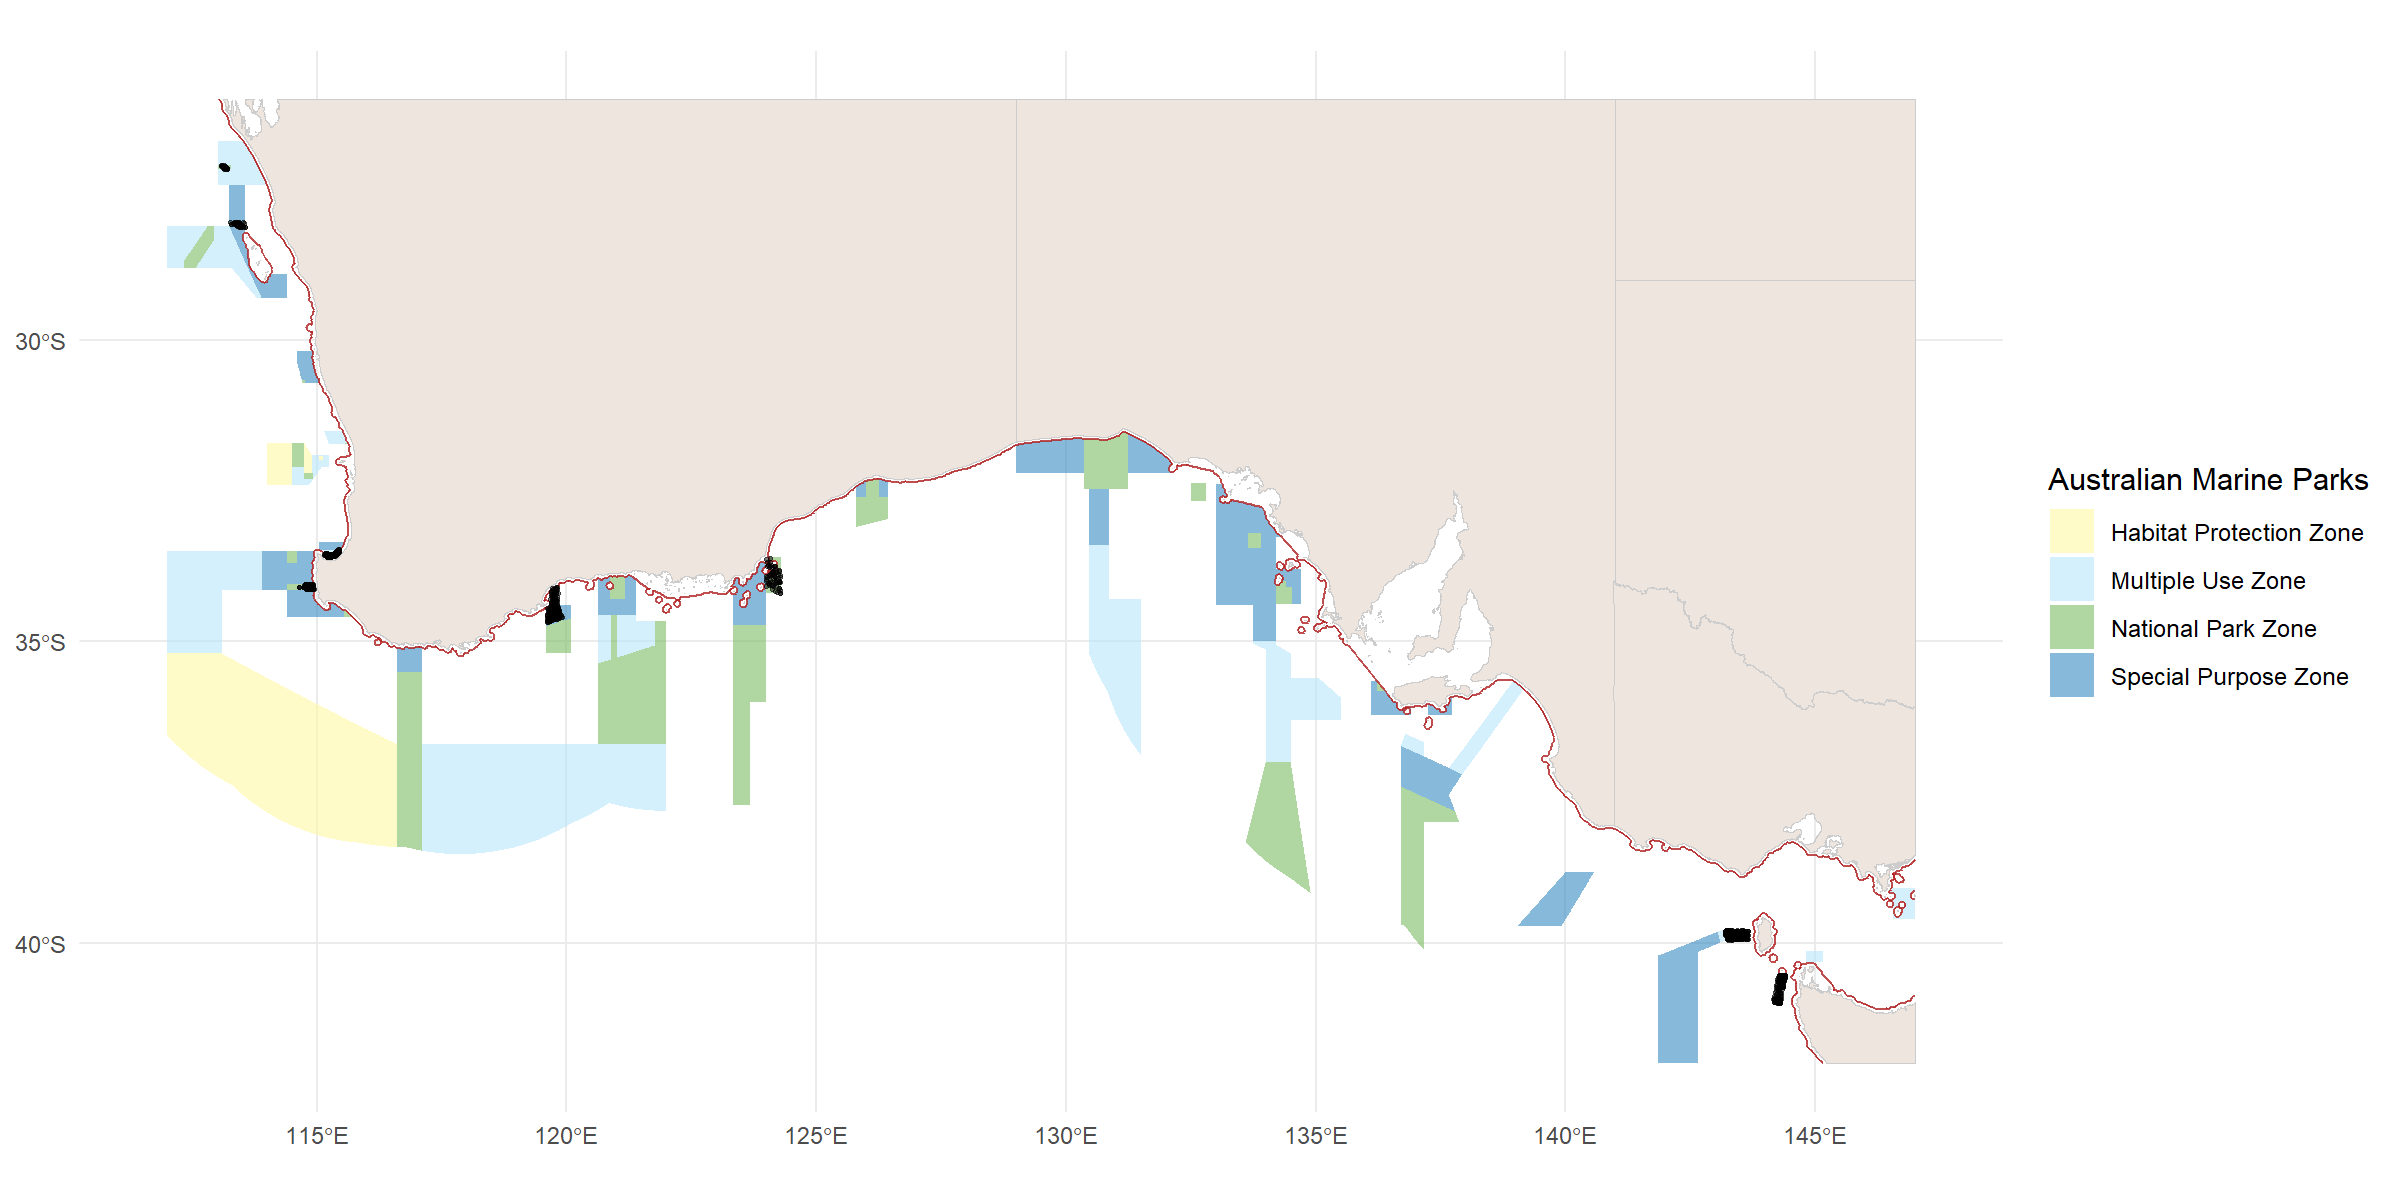 30°S
35°S
40°S
115°E
120°E
125°E
130°E
135°E
140°E
145°E
Australian Marine Parks
Habitat Protection Zone
Multiple Use Zone
National Park Zone
Special Purpose Zone